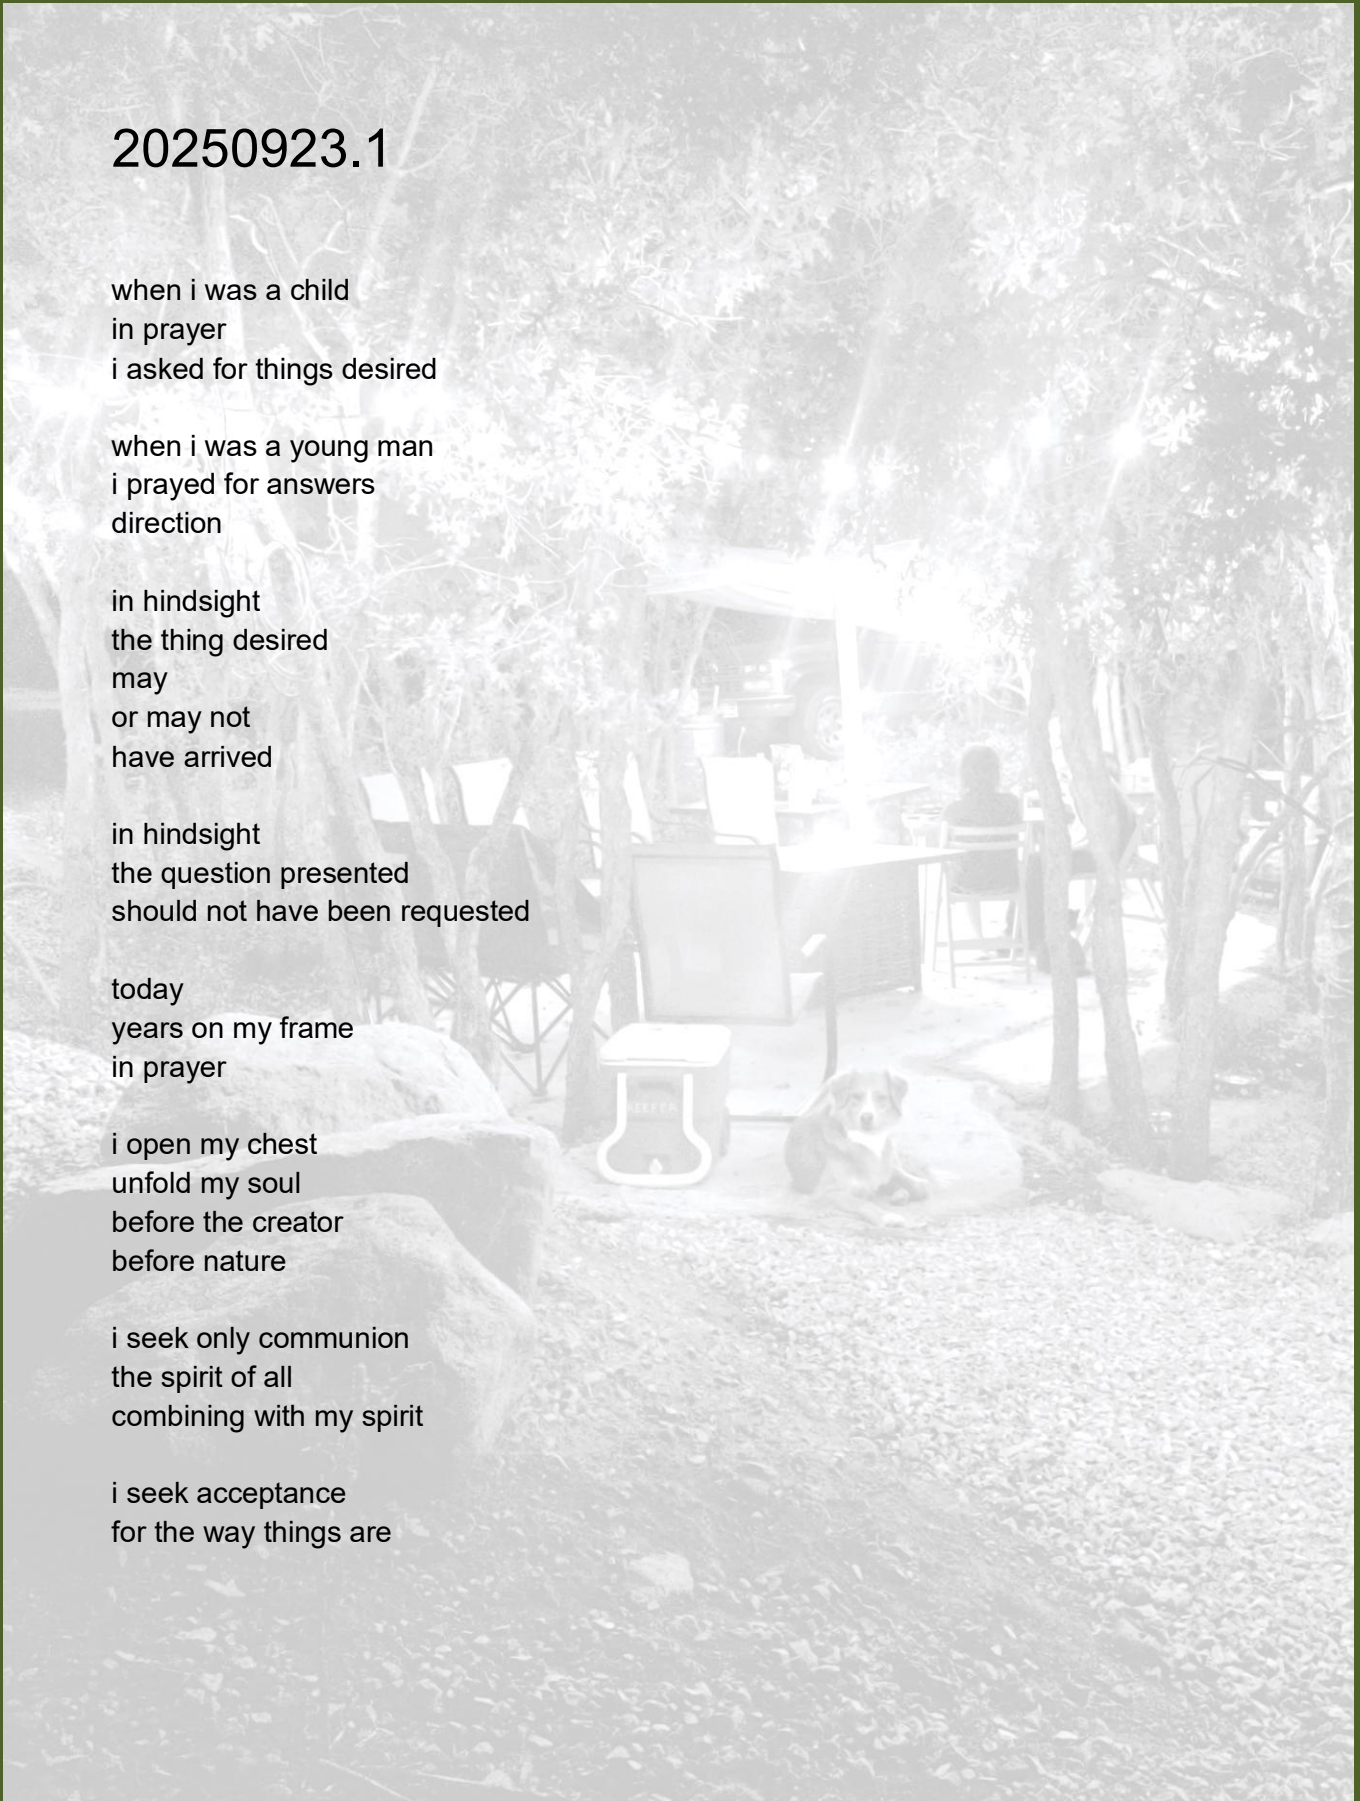 20250923.1
when i was a child
in prayer
i asked for things desired
when i was a young man
i prayed for answers
direction
in hindsight
the thing desired
may
or may not
have arrived
in hindsight
the question presented
should not have been requested
today
years on my frame
in prayer
i open my chest
unfold my soul
before the creator
before nature
i seek only communion
the spirit of all
combining with my spirit
i seek acceptance
for the way things are